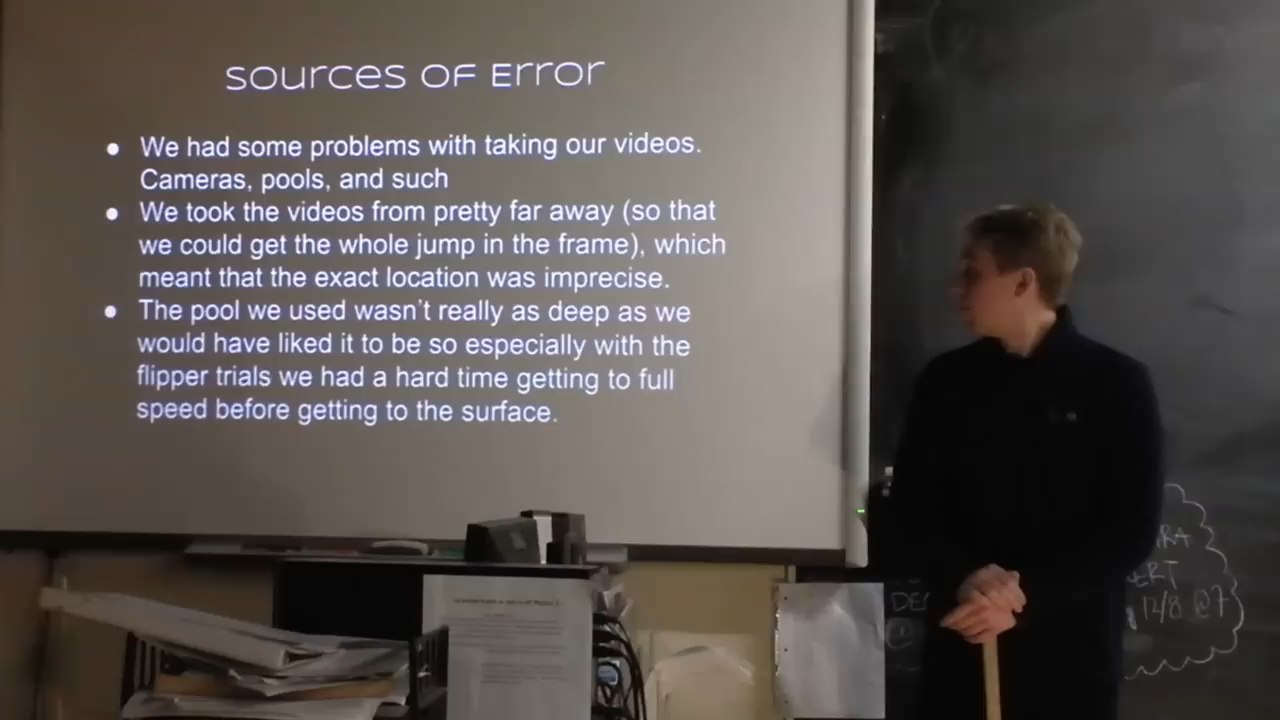 Sources of Error
● We had some problems with taking our videos.
Cameras, pools, and such
● We took the videos from pretty far away (so that
we could get the whole jump in the frame), which
meant that the exact location was imprecise.
● The pool we used wasn't really as deep as we
would have liked it to be so especially with the
flipper trials we had a hard time getting to full
speed before getting to the surface.
12/8 @7